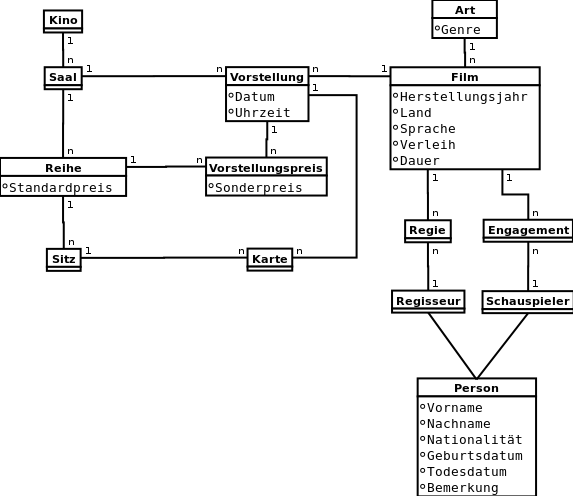 Art
Genre
Kino
1
1
n
n
Saal
1
n
Vorstellung
n
1
Film
1
Datum
Uhrzeit
1
Herstellungsjahr
Land
Sprache
Verleih
Dauer
1
n
n
Reihe
1
n
Vorstellungspreis
Standardpreis
Sonderpreis
1
1
1
n
n
n
Regie
Engagement
n
n
Sitz
1
n
Karte
n
1
1
Regisseur
Schauspieler
Person
Vorname
Nachname
Nationalität
Geburtsdatum
Todesdatum
Bemerkung